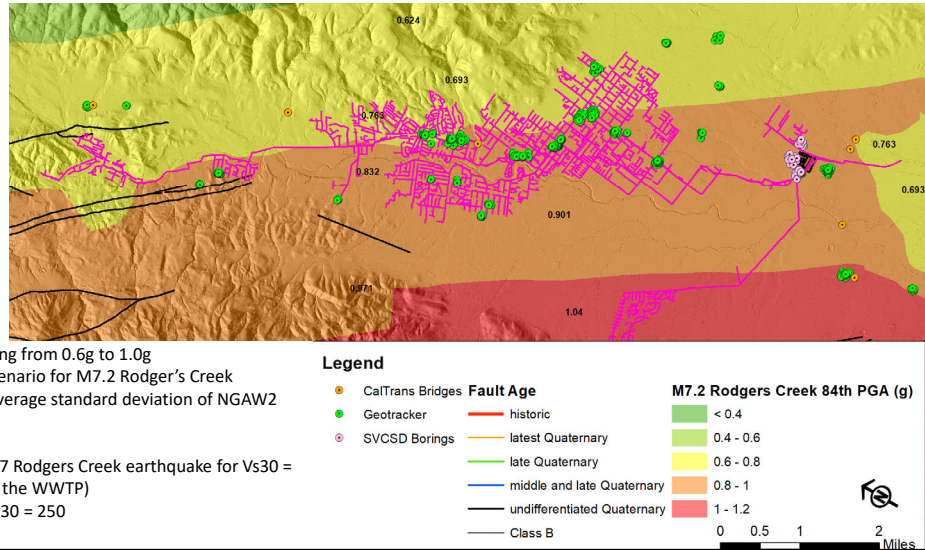 0.624
0.693
0.763
0.763
0.832
0.693
0.901
0.971
1.04
ng from 0.6g to 1.0g
enario for M7.2 Rodger's Creek
verage standard deviation of NGAW2
7 Rodgers Creek earthquake for Vs30 =
the WWTP)
30 = 250
Legend
CalTrans Bridges
Geotracker
SVCSD Borings
Fault Age
historic
latest Quaternary
late Quaternary
middle and late Quaternary
undifferentiated Quaternary
Class B
M7.2 Rodgers Creek 84th PGA (g)
< 0.4
0.4 - 0.6
0.6 - 0.8
0.8 - 1
1 - 1.2
N
0 0.5 1 2
Miles